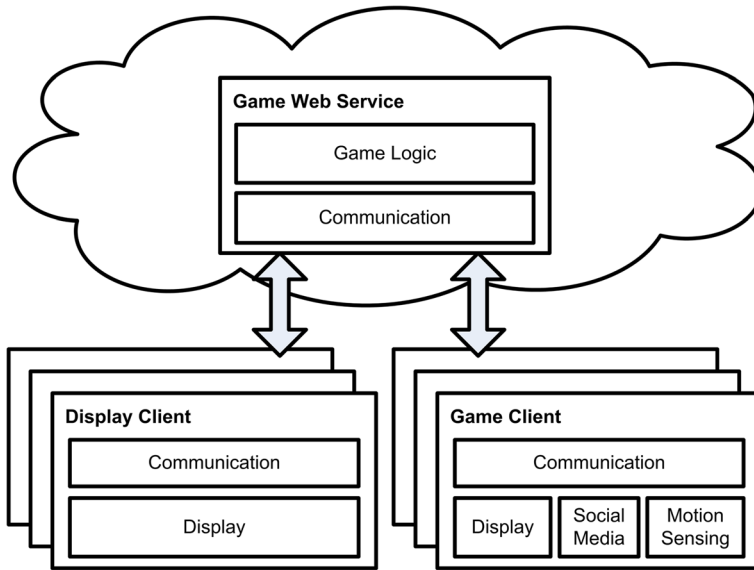 Game Web Service
Game Logic
Communication
Display Client
Communication
Display
Game Client
Communication
Display
Social
Media
Motion
Sensing